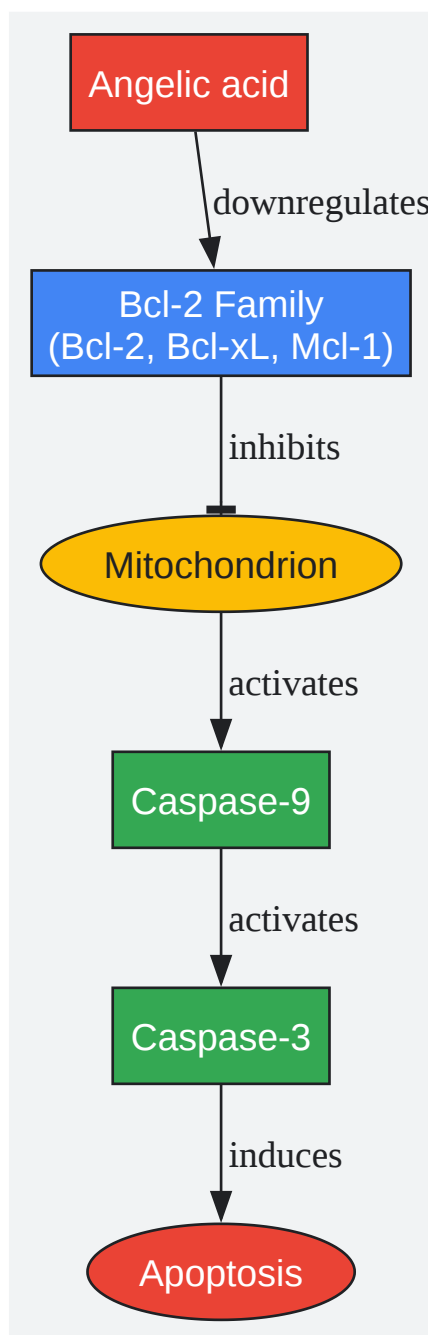 Angelic acid
downregulates
Bcl-2 Family
(Bcl-2, Bcl-xL, Mcl-1)
inhibits
Mitochondrion
activates
Caspase-9
activates
Caspase-3
induces
Apoptosis